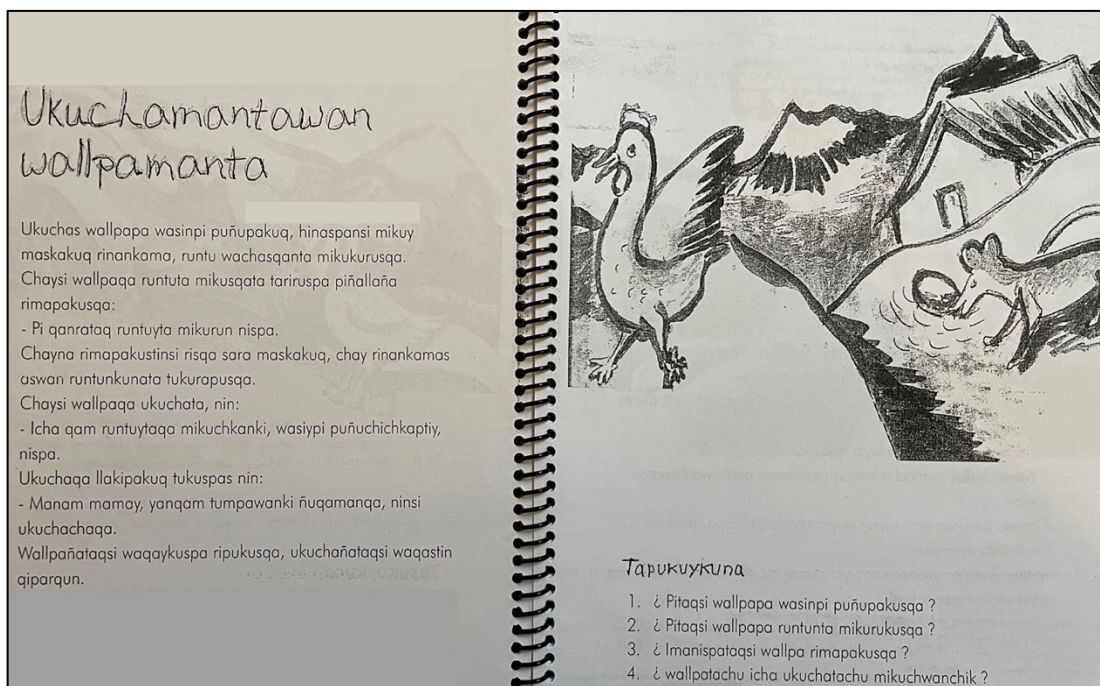 Ukuchamantawan
wallpamanta
Ukuchas wallpapa wasinpi puñupakuq, hinaspansi mikuy
maskakuq rinankama, runtu wachasqanta mikukurusqa.
Chaysi wallpaqa runtuta mikusqata tariruspa piñallaña
rimapakusqa:
- Pi qanrataq runtuyta mikurun nispa.
Chayna rimapakustinsi risqa sara maskakuq, chay rinankamas
aswan runtunkunata tukurapusqa.
Chaysi wallpaqa ukuchata, nin:
- Icha qam runtuytaqa mikuchkanki, wasiypi puñuchichkaptiy,
nispa.
Ukuchaqa llakipakuq tukuspas nin:
- Manam mamay, yanqam tumpawanki ñuqamanqa, ninsi
ukuchachaqa.
Wallpañataqsi waqaykuspa ripukusqa, ukuchañataqsi waqastin
qiparqun.
Tapukuykuna
1. ¿ Pitaqsi wallpapa wasinpi puñupakusqa ?
2. ¿ Pitaqsi wallpapa runtunta mikurukusqa ?
3. ¿ Imanispataqsi wallpa rimapakusqa ?
4. ¿ wallpatachu icha ukuchatachu mikuchwanchik ?